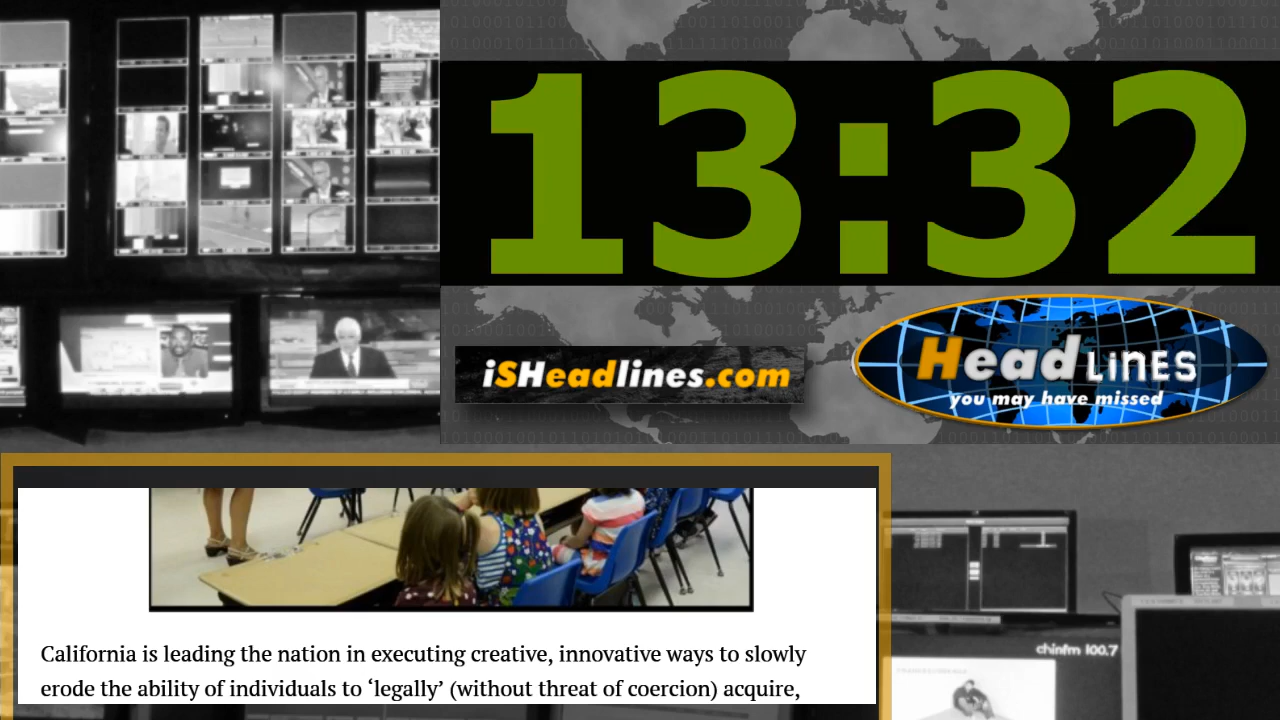 13:32
iSHeadlines.com
HeadLINES
you may have missed
chinfm 100.7
California is leading the nation in executing creative, innovative ways to slowly
erode the ability of individuals to ‘legally’ (without threat of coercion) acquire,